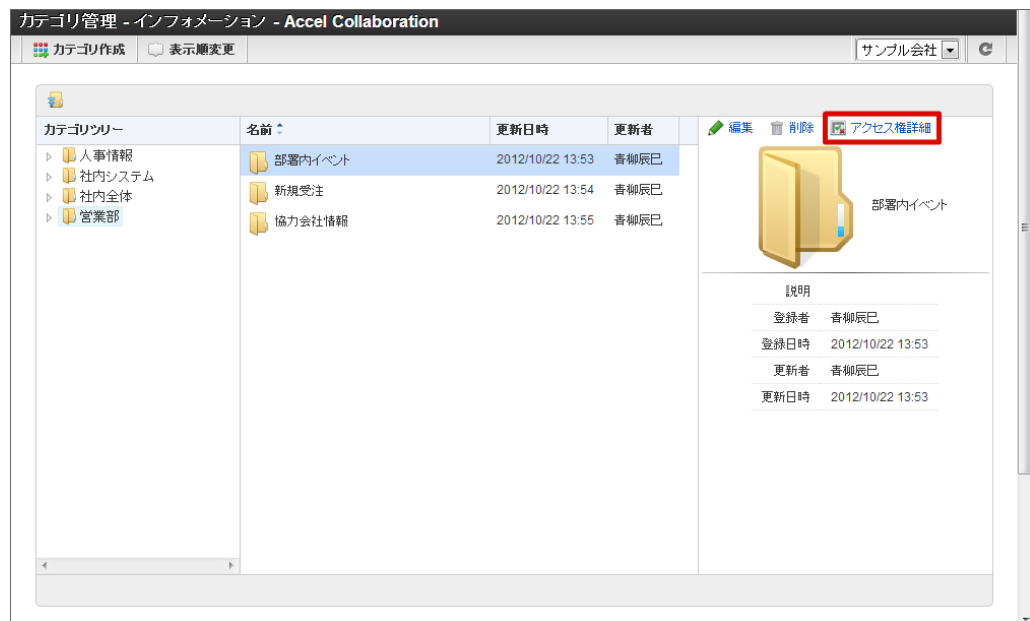 カテゴリ管理 - インフォメーション - Accel Collaboration
カテゴリ作成 表示順変更 サンプル会社
カテゴリツリー 名前 更新日時 更新者 編集 削除 アクセス権詳細
人事情報
社内システム
社内全体
営業部
部署内イベント 2012/10/22 13:53 青柳辰巳
新規受注 2012/10/22 13:54 青柳辰巳
協力会社情報 2012/10/22 13:55 青柳辰巳
部署内イベント
説明
登録者 青柳辰巳
登録日時 2012/10/22 13:53
更新者 青柳辰巳
更新日時 2012/10/22 13:53